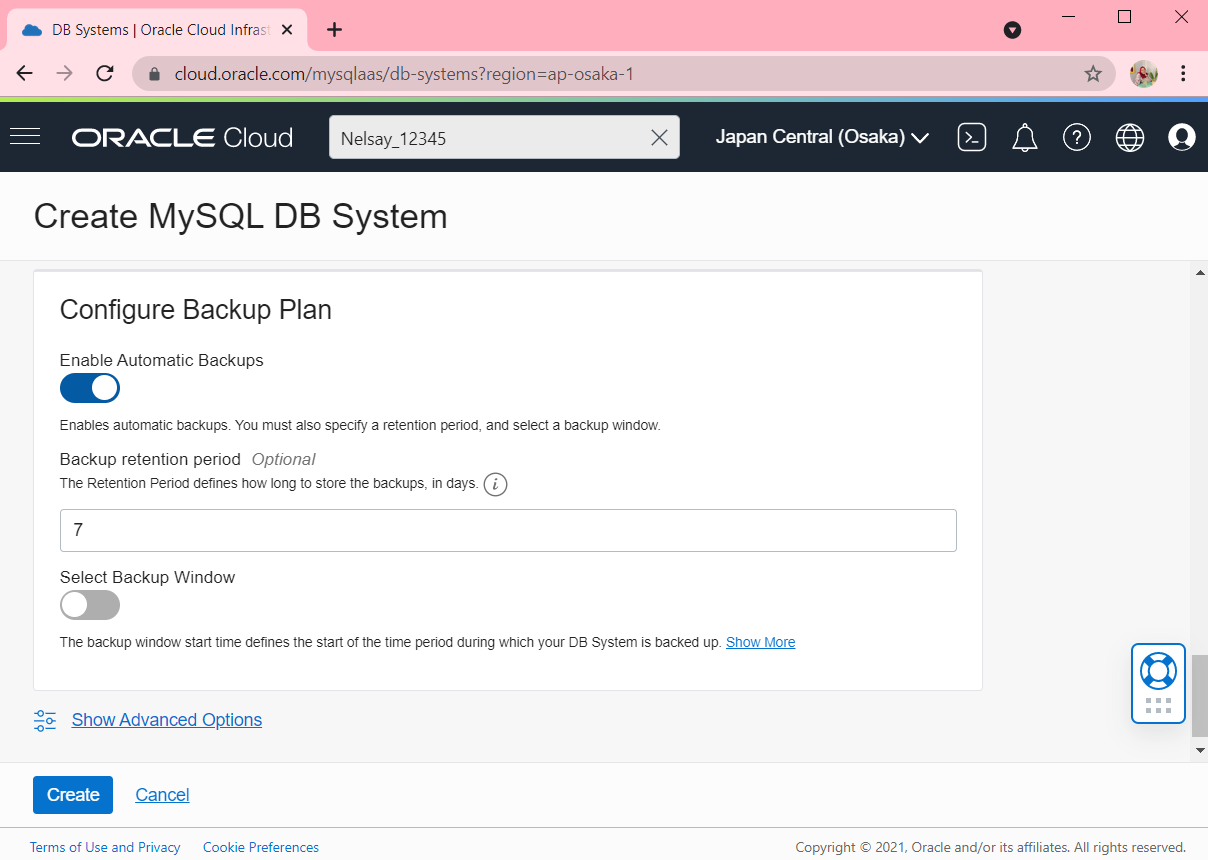 DB Systems | Oracle Cloud Infrast
cloud.oracle.com/mysqlaas/db-systems?region=ap-osaka-1
ORACLE Cloud
Nelsay_12345
Japan Central (Osaka)
Create MySQL DB System
Configure Backup Plan
Enable Automatic Backups
Enables automatic backups. You must also specify a retention period, and select a backup window.
Backup retention period Optional
The Retention Period defines how long to store the backups, in days.
7
Select Backup Window
The backup window start time defines the start of the time period during which your DB System is backed up. Show More
Show Advanced Options
Create Cancel
Terms of Use and Privacy Cookie Preferences Copyright © 2021, Oracle and/or its affiliates. All rights reserved.